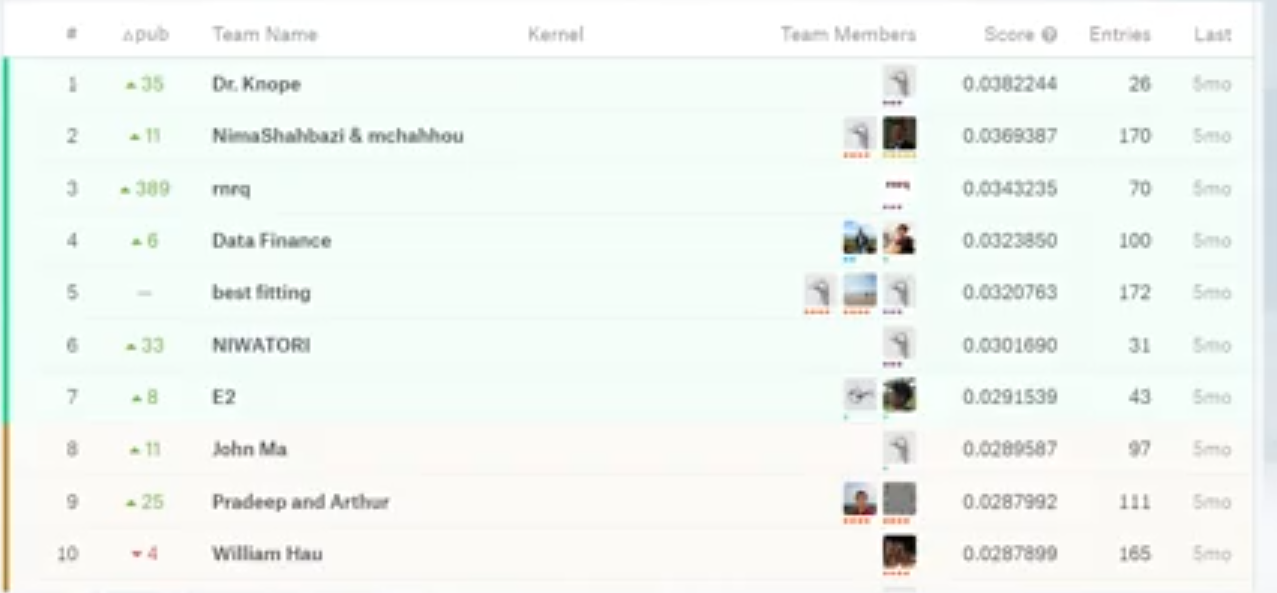 # △pub Team Name Kernel Team Members Score Entries Last
1 ▲ 35 Dr. Knope 0.0382244 26 5mo
2 ▲ 11 NimaShahbazi & mchahhou 0.0369387 170 5mo
3 ▲ 389 rnrq 0.0343235 70 5mo
4 ▲ 6 Data Finance 0.0323850 100 5mo
5 — best fitting 0.0320763 172 5mo
6 ▲ 33 NIWATORI 0.0301690 31 5mo
7 ▲ 8 E2 0.0291539 43 5mo
8 ▲ 11 John Ma 0.0289587 97 5mo
9 ▲ 25 Pradeep and Arthur 0.0287992 111 5mo
10 ▼ 4 William Hau 0.0287899 165 5mo